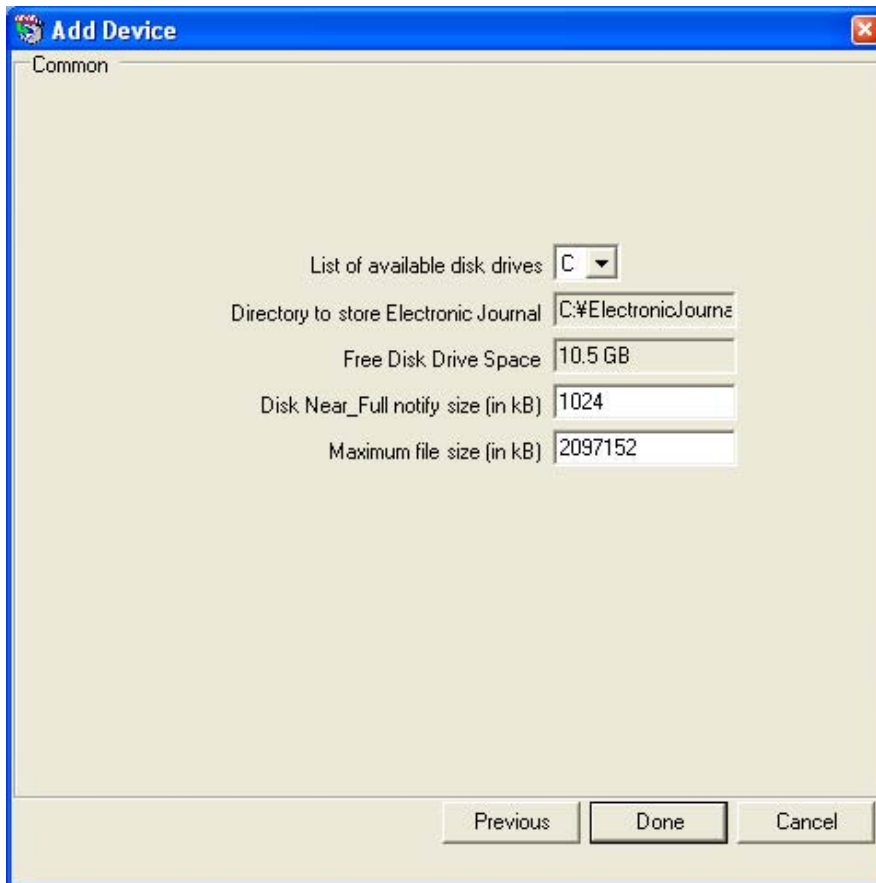 Add Device
Common
List of available disk drives C
Directory to store Electronic Journal C:¥ElectronicJourna
Free Disk Drive Space 10.5 GB
Disk Near_Full notify size (in kB) 1024
Maximum file size (in kB) 2097152
Previous Done Cancel